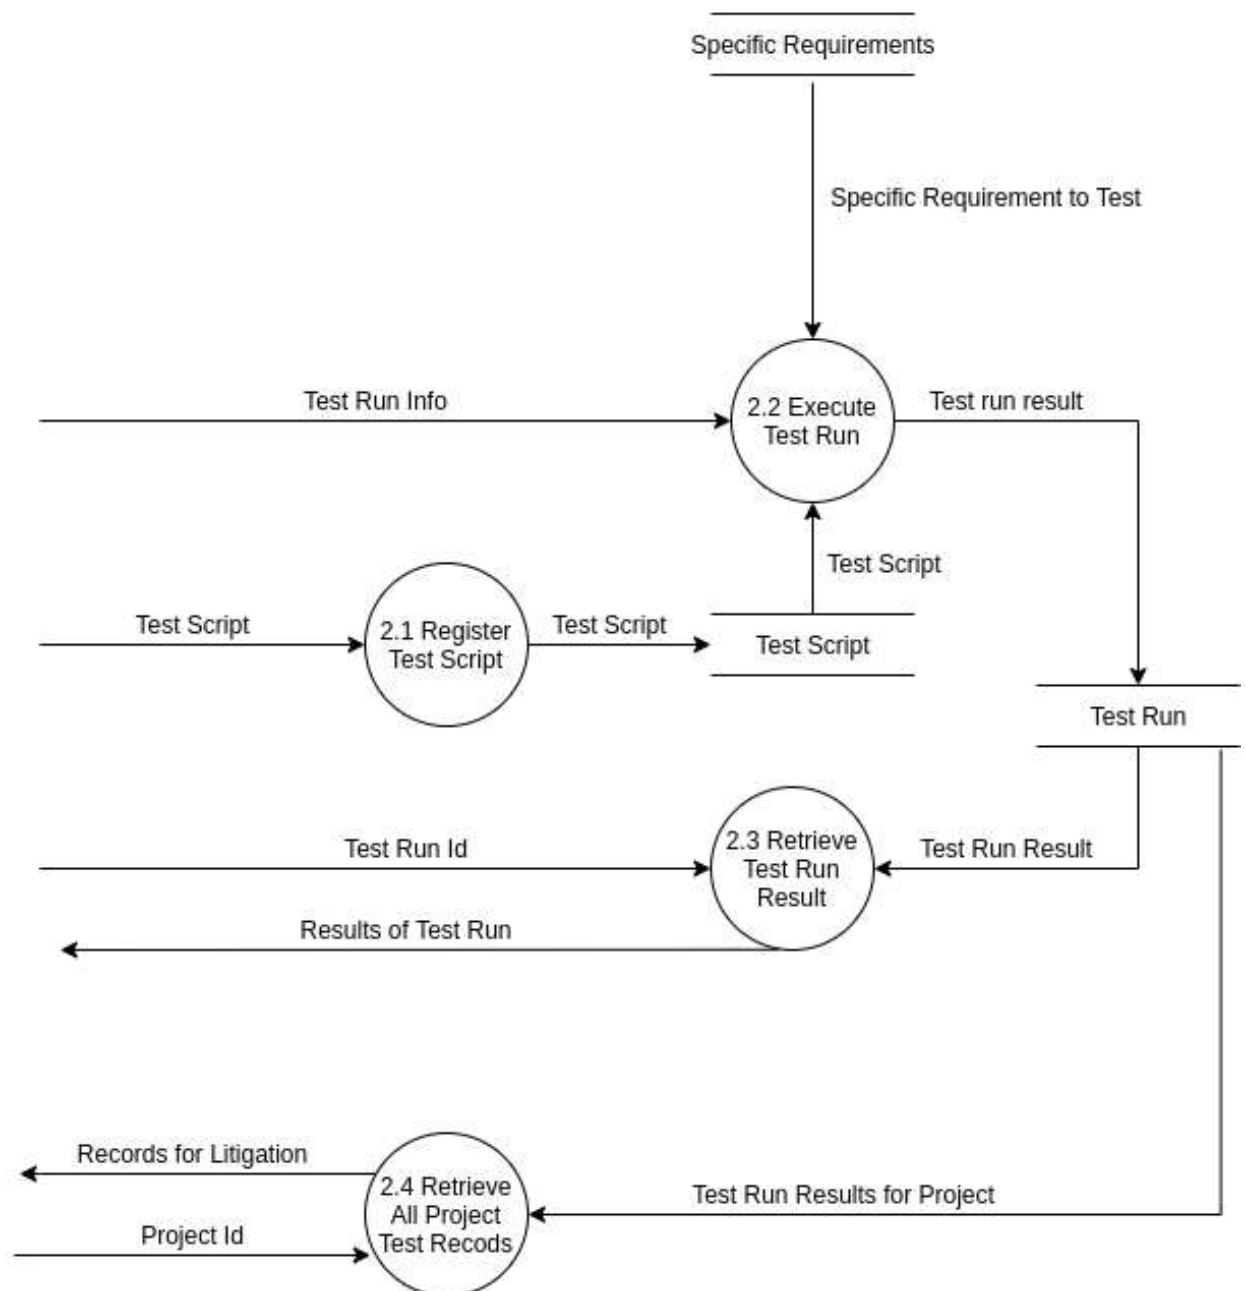 Specific Requirements
Specific Requirement to Test
Test Run Info
2.2 Execute
Test Run
Test run result
Test Script
Test Script
2.1 Register
Test Script
Test Script
Test Script
Test Run
Test Run Id
2.3 Retrieve
Test Run
Result
Test Run Result
Results of Test Run
Records for Litigation
2.4 Retrieve
All Project
Test Recods
Test Run Results for Project
Project Id